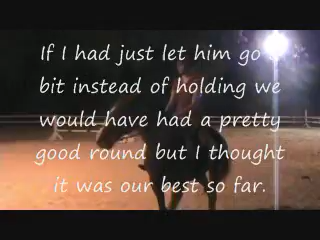 If I had just let him go
bit instead of holding we
would have had a pretty
good round but I thought
it was our best so far.